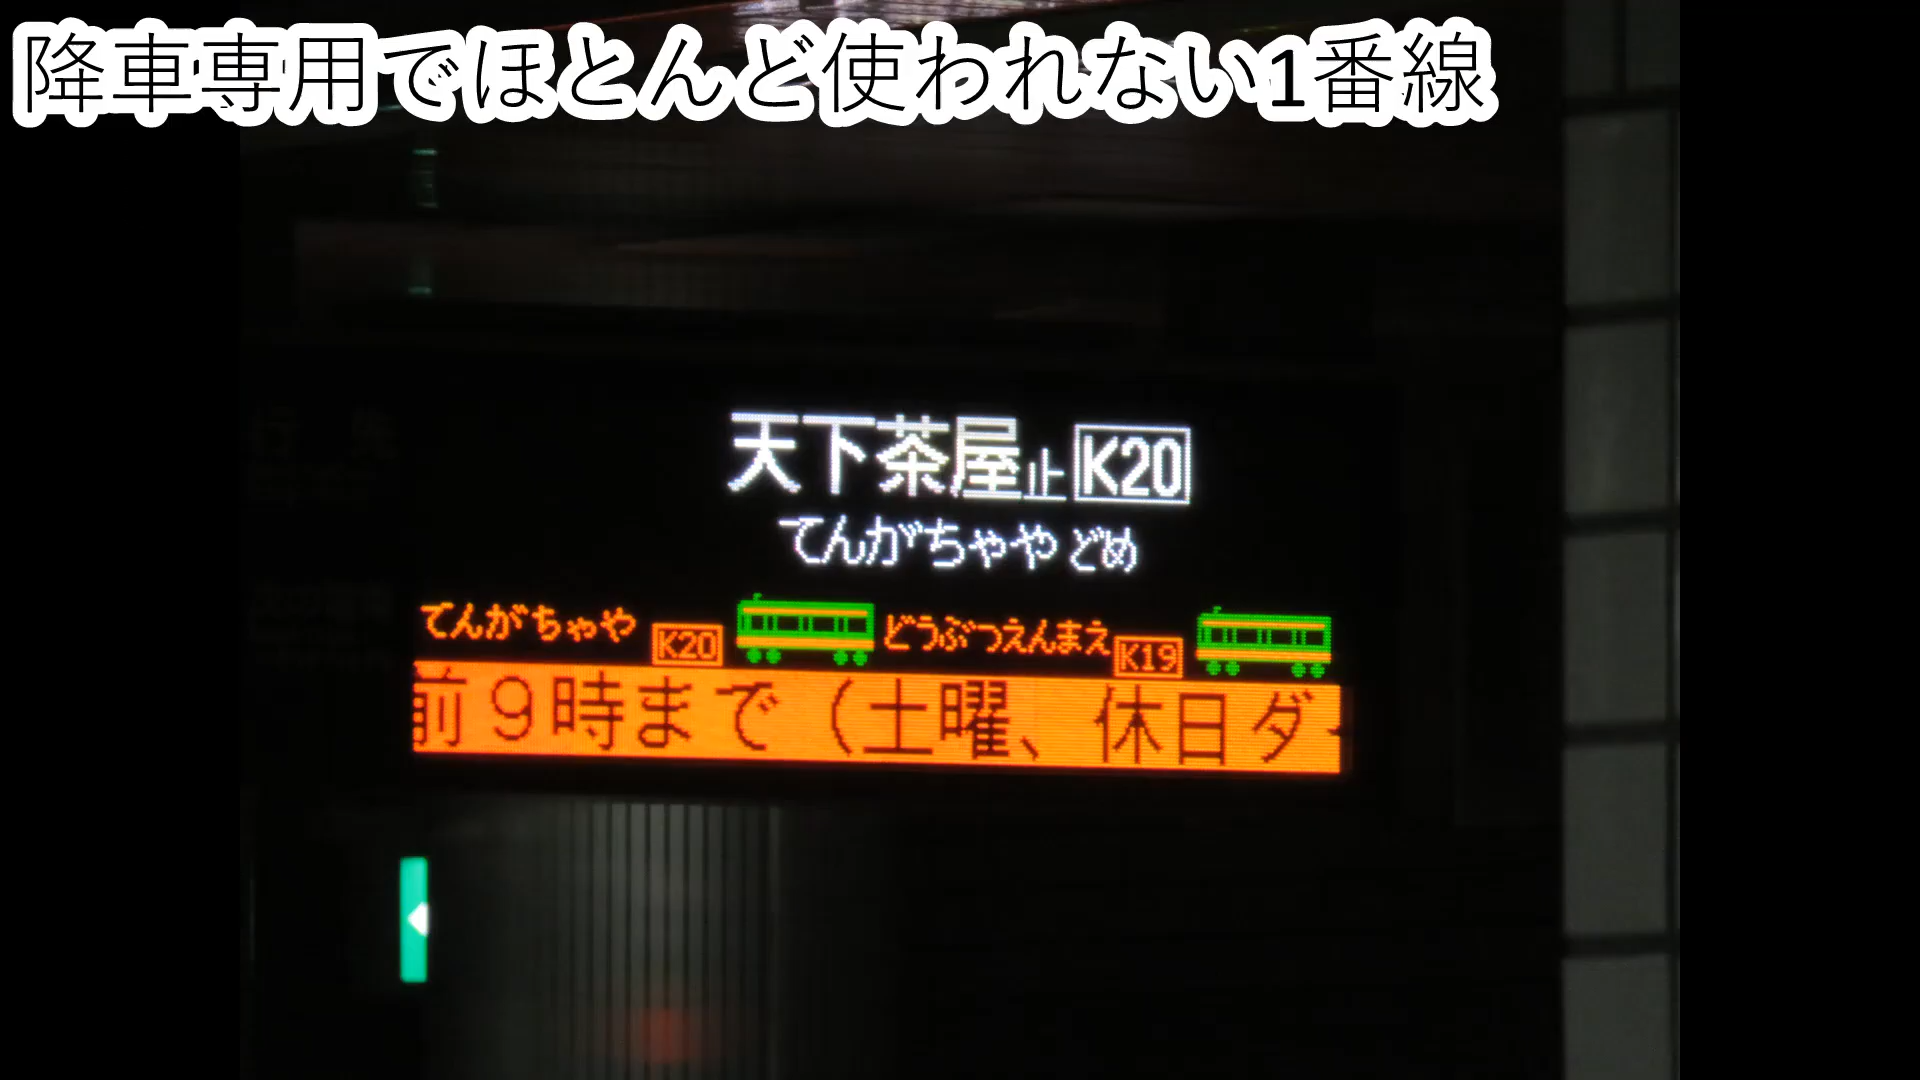 降車専用でほとんど使われない1番線
天下茶屋止 K20
てんがちゃや どめ
てんがちゃや K20 どうぶつえんまえ K19
前９時まで（土曜、休日ダ